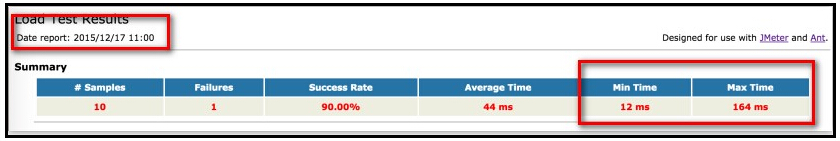 Load Test Results
Date report: 2015/12/17 11:00
Designed for use with JMeter and Ant.
Summary
# Samples Failures Success Rate Average Time Min Time Max Time
10 1 90.00% 44 ms 12 ms 164 ms